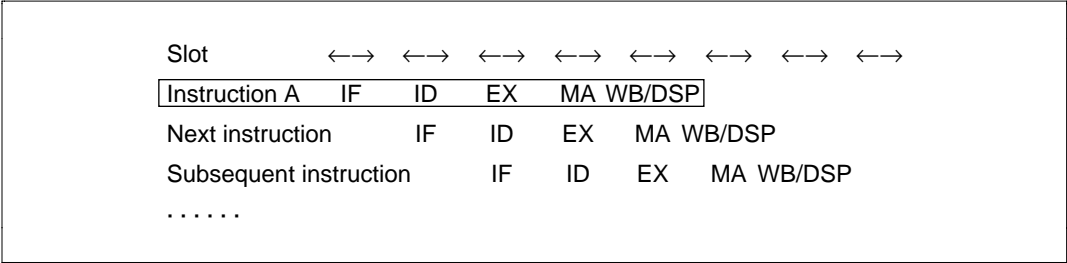 Slot ←→ ←→ ←→ ←→ ←→ ←→ ←→ ←→
Instruction A IF ID EX MA WB/DSP
Next instruction IF ID EX MA WB/DSP
Subsequent instruction IF ID EX MA WB/DSP
. . . . . .